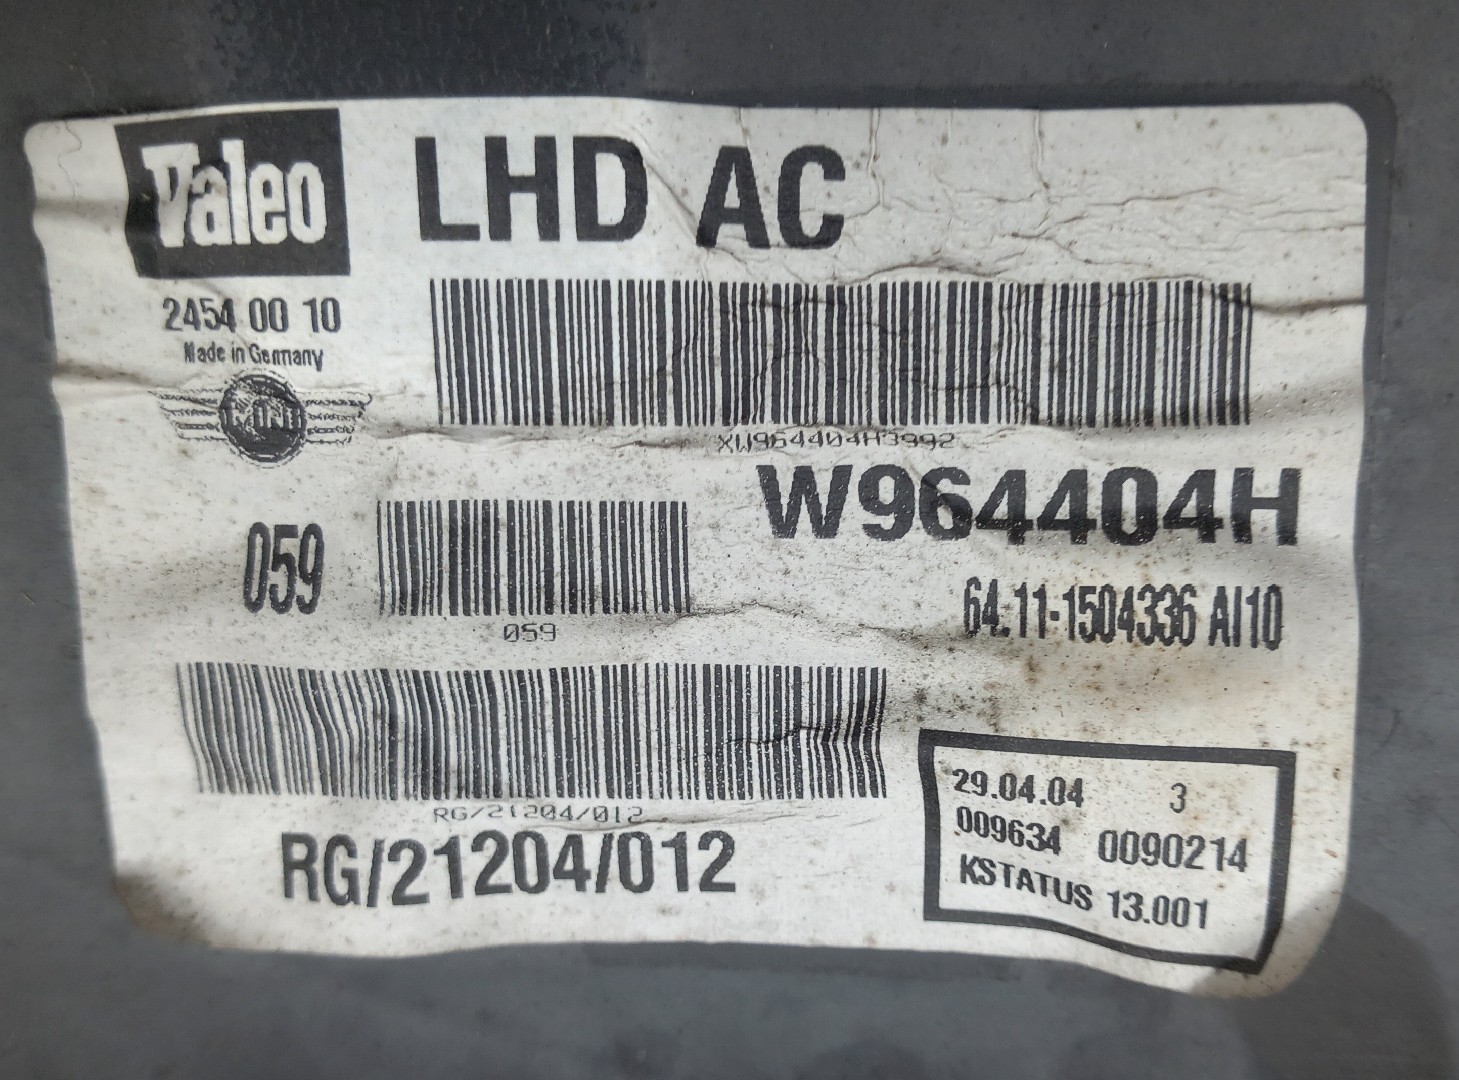 Valeo
LHD AC
2454 00 10
Made in Germany
MINI
XW964404H3992
W964404H
059
059
64.11-1504336 AI10
RG/21204/012
RG/21204/012
29.04.04 3
009634 0090214
KSTATUS 13.001